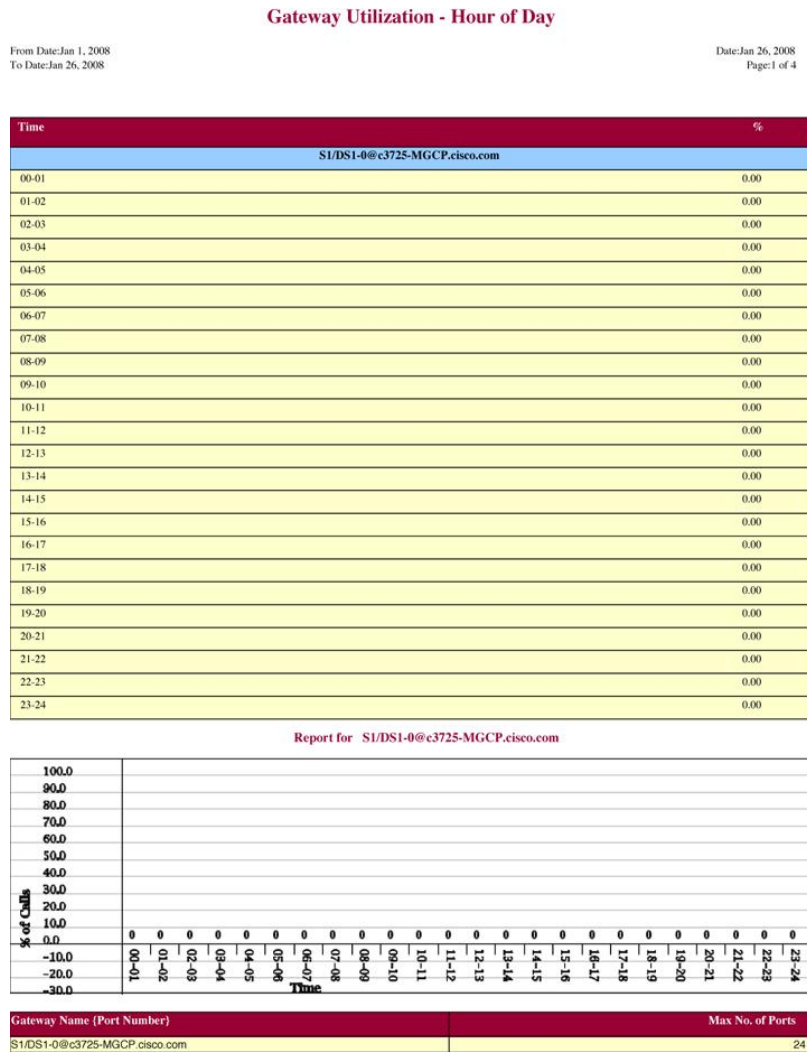 Gateway Utilization - Hour of Day
From Date:Jan 1, 2008
To Date:Jan 26, 2008
Date:Jan 26, 2008
Page:1 of 4
Time %
S1/DS1-0@c3725-MGCP.cisco.com
00-01 0.00
01-02 0.00
02-03 0.00
03-04 0.00
04-05 0.00
05-06 0.00
06-07 0.00
07-08 0.00
08-09 0.00
09-10 0.00
10-11 0.00
11-12 0.00
12-13 0.00
13-14 0.00
14-15 0.00
15-16 0.00
16-17 0.00
17-18 0.00
18-19 0.00
19-20 0.00
20-21 0.00
21-22 0.00
22-23 0.00
23-24 0.00
Report for S1/DS1-0@c3725-MGCP.cisco.com
% of Calls
100.0
90.0
80.0
70.0
60.0
50.0
40.0
30.0
20.0
10.0
0.0
-10.0
-20.0
-30.0
0 0 0 0 0 0 0 0 0 0 0 0 0 0 0 0 0 0 0 0 0 0 0 0
00-01 01-02 02-03 03-04 04-05 05-06 06-07 07-08 08-09 09-10 10-11 11-12 12-13 13-14 14-15 15-16 16-17 17-18 18-19 19-20 20-21 21-22 22-23 23-24
Time
Gateway Name {Port Number} Max No. of Ports
S1/DS1-0@c3725-MGCP.cisco.com 24